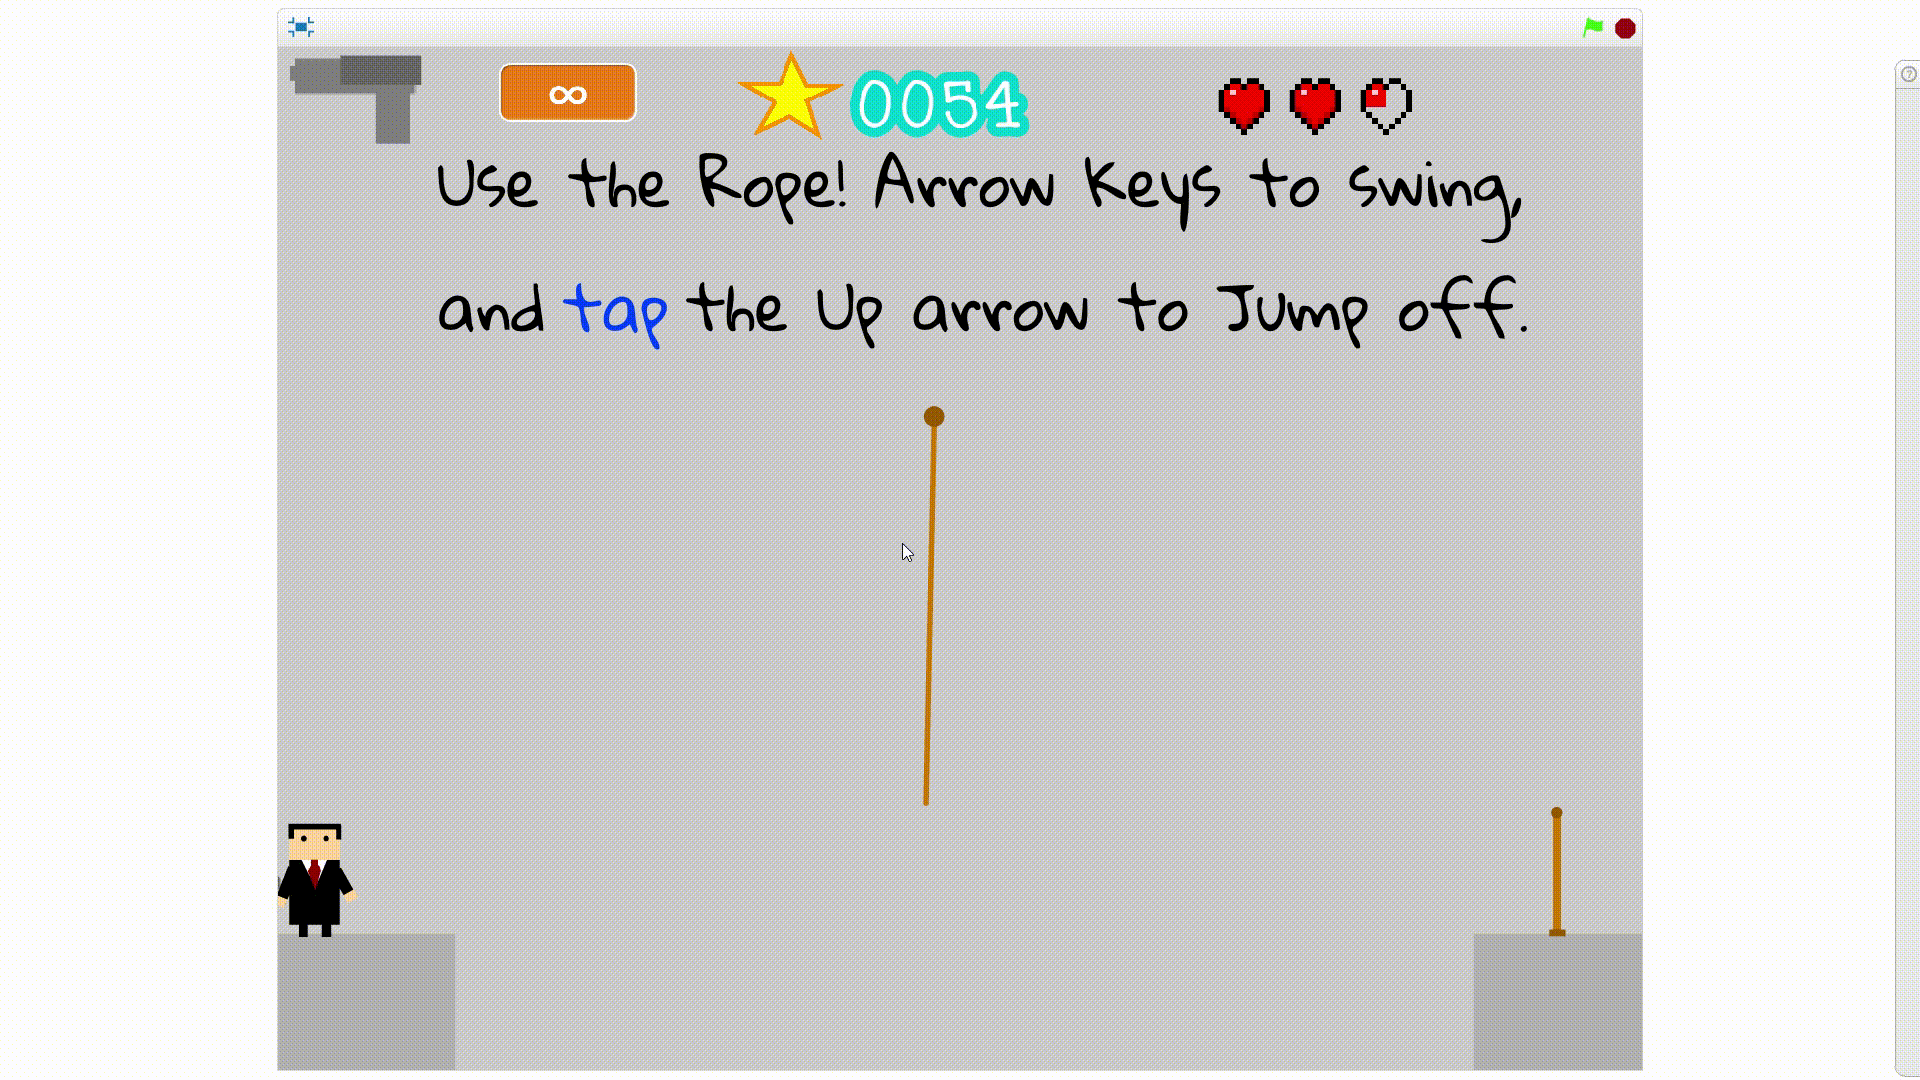 ∞
0054
Use the Rope! Arrow Keys to swing,
and tap the Up arrow to Jump off.
?